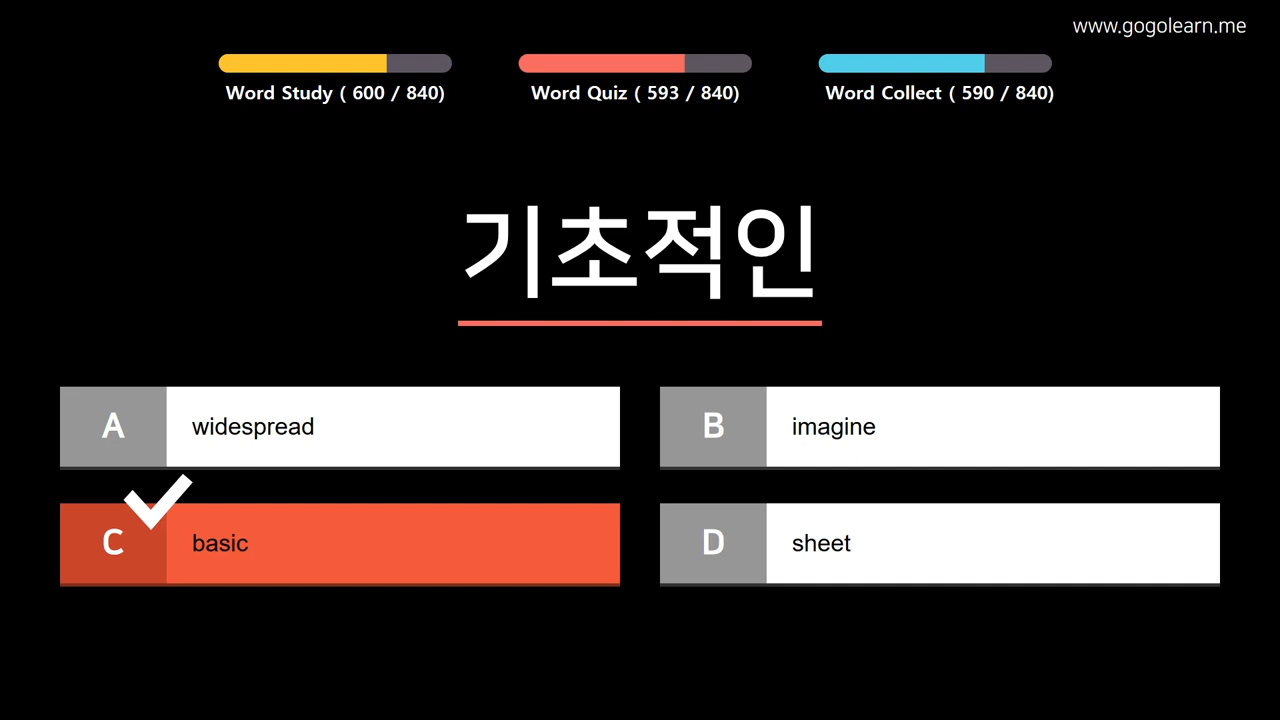 www.gogolearn.me
Word Study ( 600 / 840)
Word Quiz ( 593 / 840)
Word Collect ( 590 / 840)
기초적인
A widespread
B imagine
C basic
D sheet